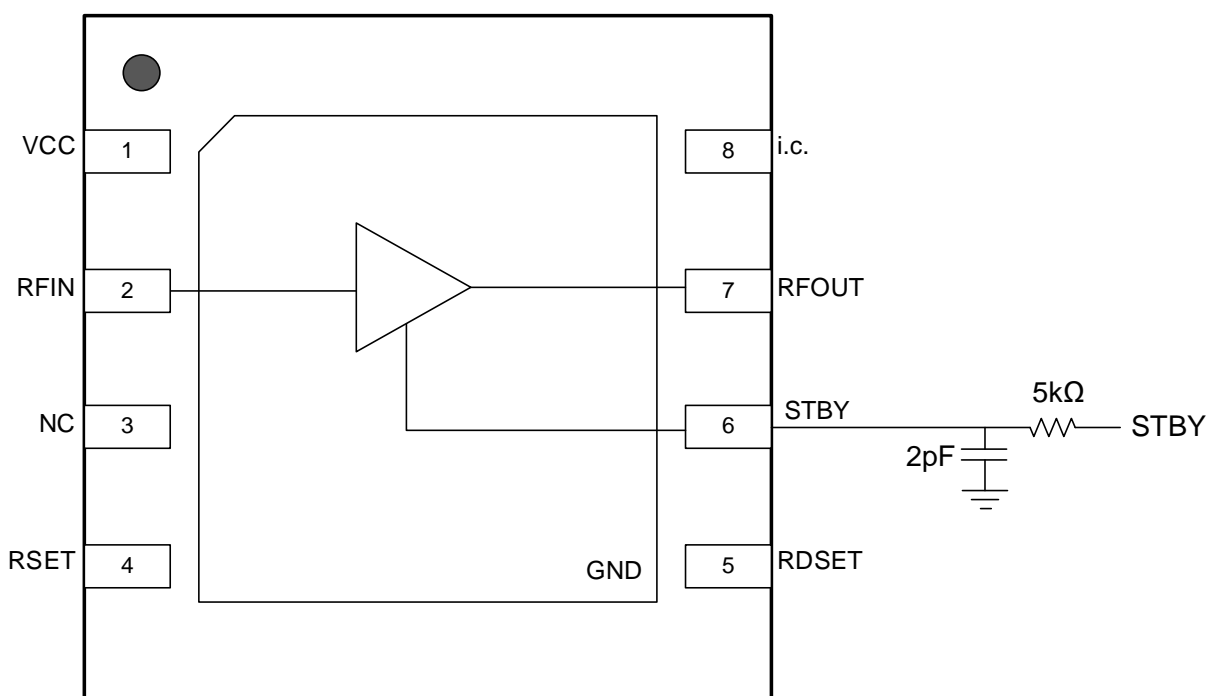 VCC 1 8 i.c.
RFIN 2 7 RFOUT
5kΩ
NC 3 6 STBY STBY
2pF
RSET 4 GND 5 RDSET